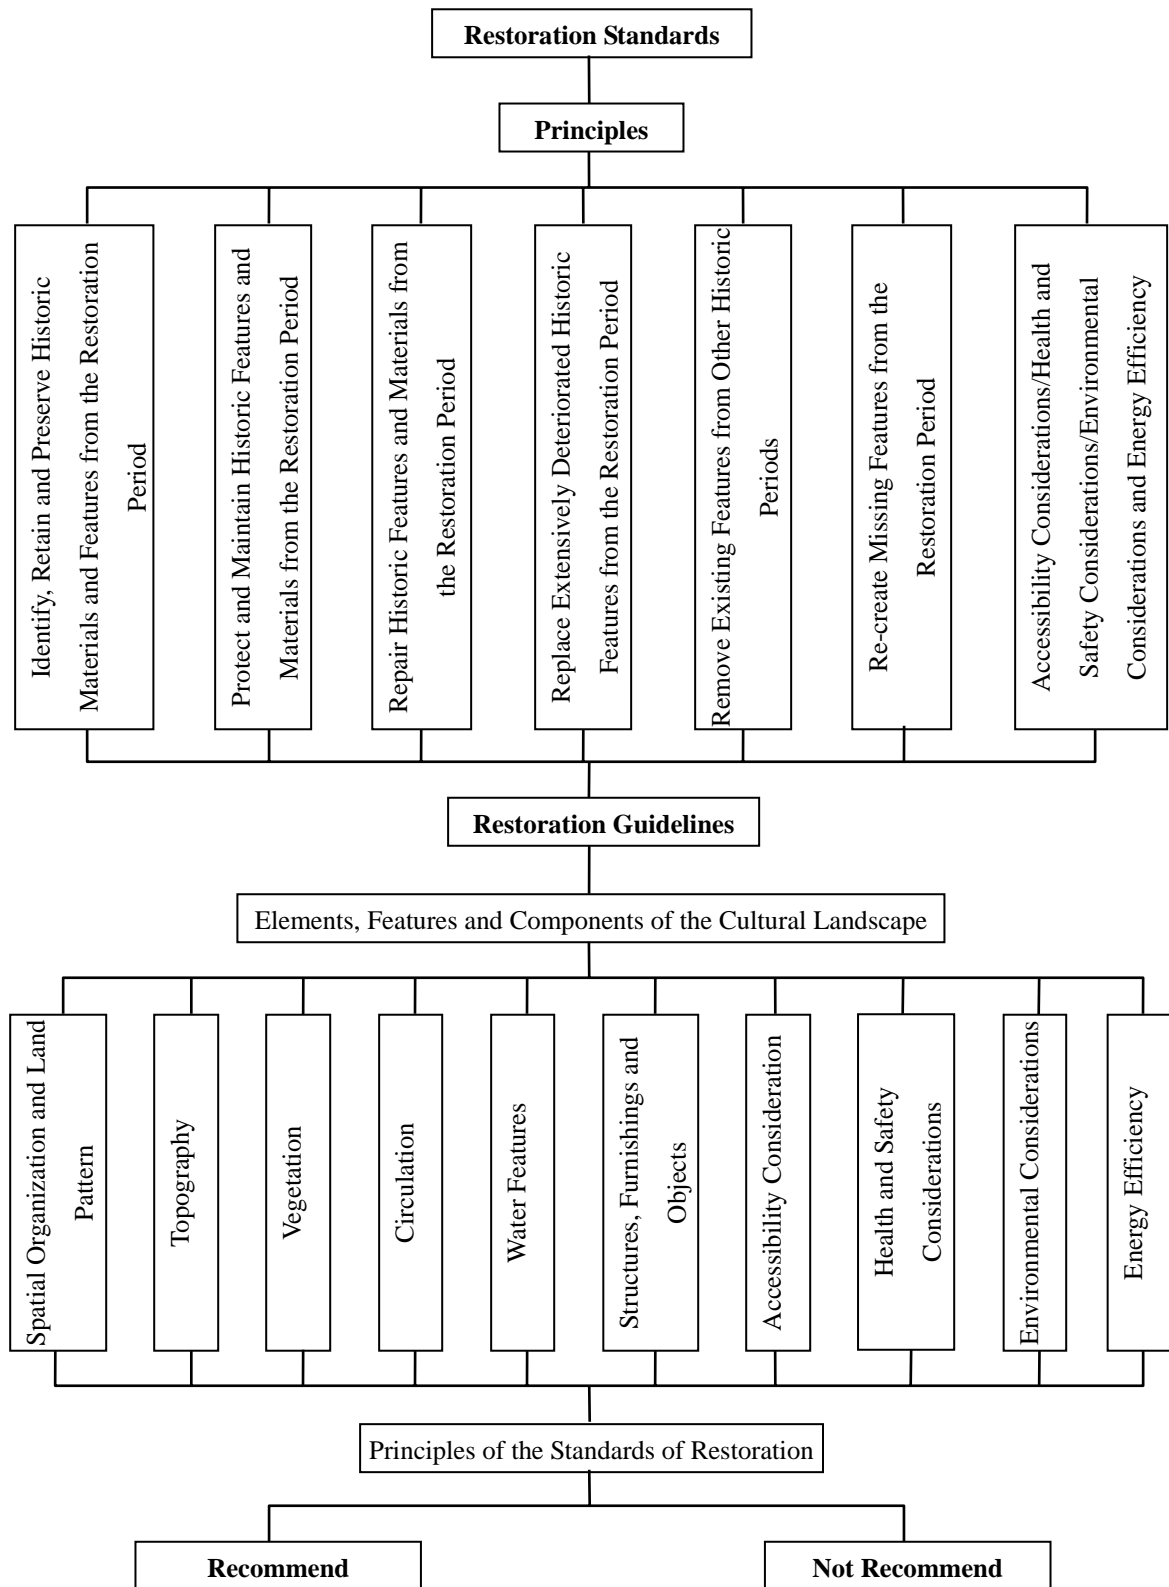 Restoration Standards
Principles
Identify, Retain and Preserve Historic
Materials and Features from the Restoration
Period
Protect and Maintain Historic Features and
Materials from the Restoration Period
Repair Historic Features and Materials from
the Restoration Period
Replace Extensively Deteriorated Historic
Features from the Restoration Period
Remove Existing Features from Other Historic
Periods
Re-create Missing Features from the
Restoration Period
Accessibility Considerations/Health and
Safety Considerations/Environmental
Considerations and Energy Efficiency
Restoration Guidelines
Elements, Features and Components of the Cultural Landscape
Spatial Organization and Land
Pattern
Topography
Vegetation
Circulation
Water Features
Structures, Furnishings and
Objects
Accessibility Consideration
Health and Safety
Considerations
Environmental Considerations
Energy Efficiency
Principles of the Standards of Restoration
Recommend
Not Recommend